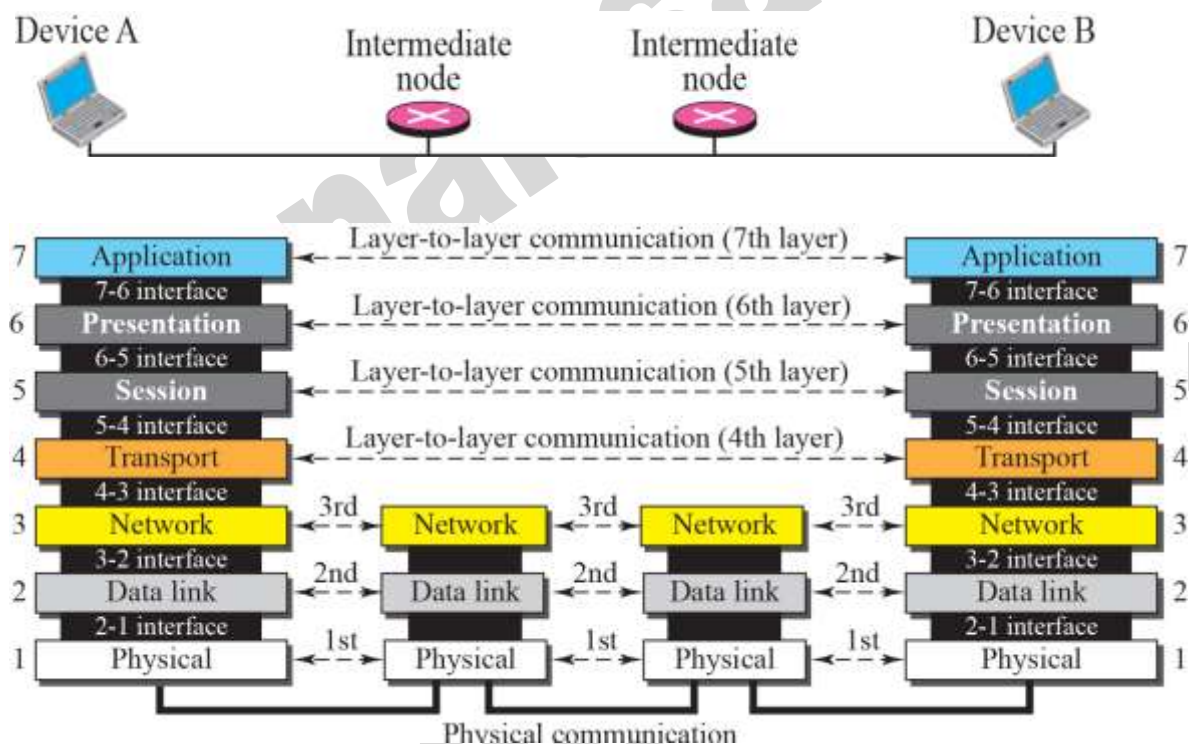 Device A
Intermediate
node
Intermediate
node
Device B
7 Application Layer-to-layer communication (7th layer) Application 7
7-6 interface 7-6 interface
6 Presentation Layer-to-layer communication (6th layer) Presentation 6
6-5 interface 6-5 interface
5 Session Layer-to-layer communication (5th layer) Session 5
5-4 interface 5-4 interface
4 Transport Layer-to-layer communication (4th layer) Transport 4
4-3 interface 4-3 interface
3 Network 3rd Network 3rd Network 3rd Network 3
3-2 interface 3-2 interface
2 Data link 2nd Data link 2nd Data link 2nd Data link 2
2-1 interface 2-1 interface
1 Physical 1st Physical 1st Physical 1st Physical 1
Physical communication